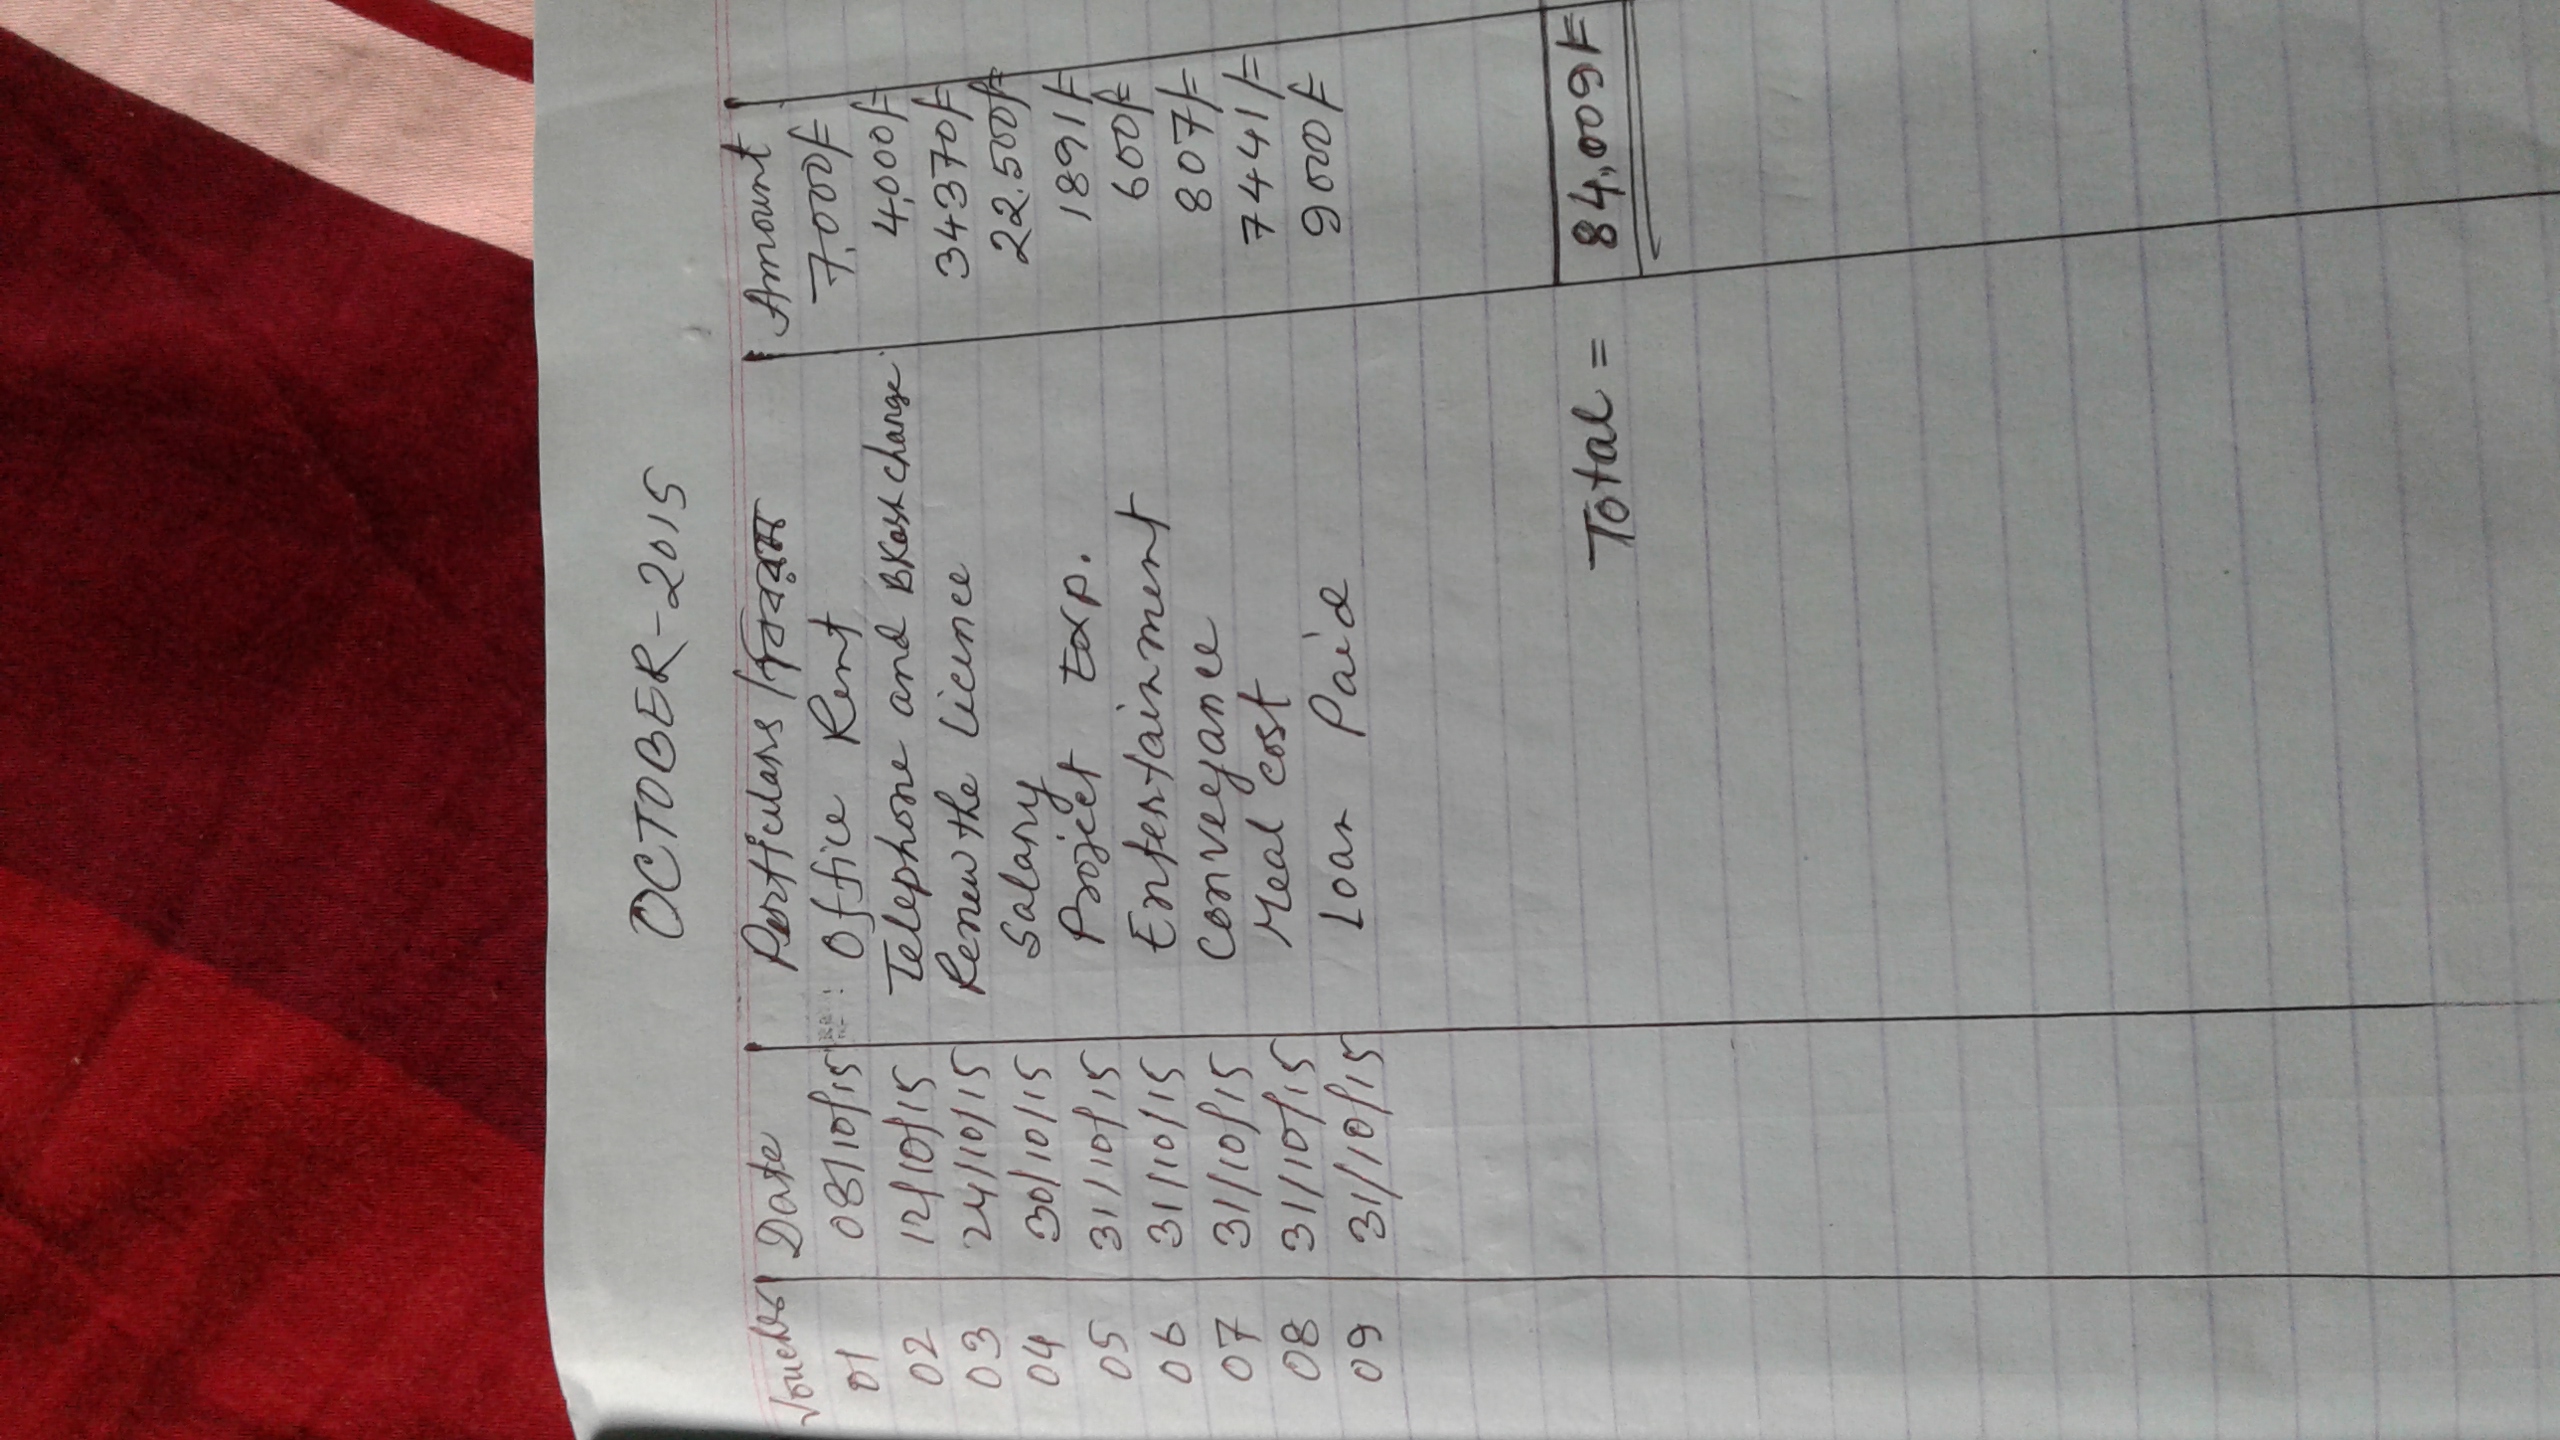 OCTOBER-2015
Voucher Date Particulars / বিবরণ Amount
01 08/10/15 Office Rent 7,000/=
02 12/10/15 Telephone and BKash charge 4,000/=
03 24/10/15 Renew the licence 34370/=
04 30/10/15 Salary 22.500/=
05 31/10/15 Project Exp. 1891/=
06 31/10/15 Entertainment 600/=
07 31/10/15 Conveyance 807/=
08 31/10/15 Meal cost 7441/=
09 31/10/15 Loan Paid 9000/=
Total = 84,009/=